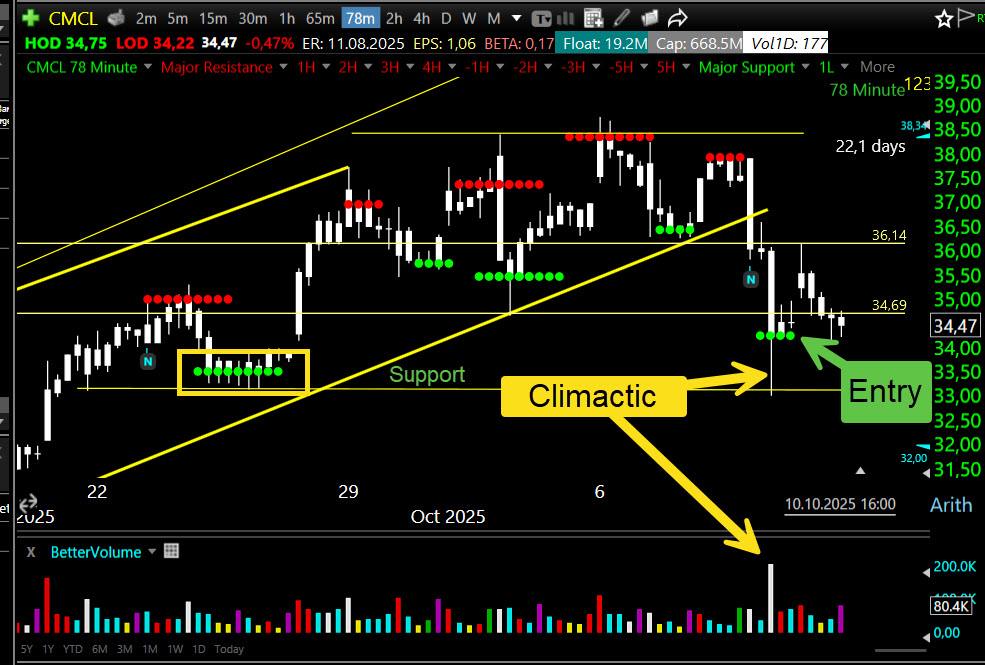 CMCL 2m 5m 15m 30m 1h 65m 78m 2h 4h D W M T
HOD 34,75 LOD 34,22 34,47 -0,47% ER: 11.08.2025 EPS: 1,06 BETA: 0,17 Float: 19.2M Cap: 668.5M Vol1D: 177
CMCL 78 Minute Major Resistance 1H 2H 3H 4H -1H -2H -3H -5H 5H Major Support 1L More
78 Minute 123
39,50
39,00
38,50
38,34
22,1 days
38,00
37,50
37,00
36,50
36,14
36,00
35,50
N
35,00
34,69
34,47
34,00
N
33,50
Support
Climactic
Entry
33,00
32,50
32,00
32,00
31,50
22 29 6
10.10.2025 16:00
Arith
2025
Oct 2025
X BetterVolume
200.0K
80.4K
0,00
5Y 1Y YTD 6M 3M 1M 1W 1D Today